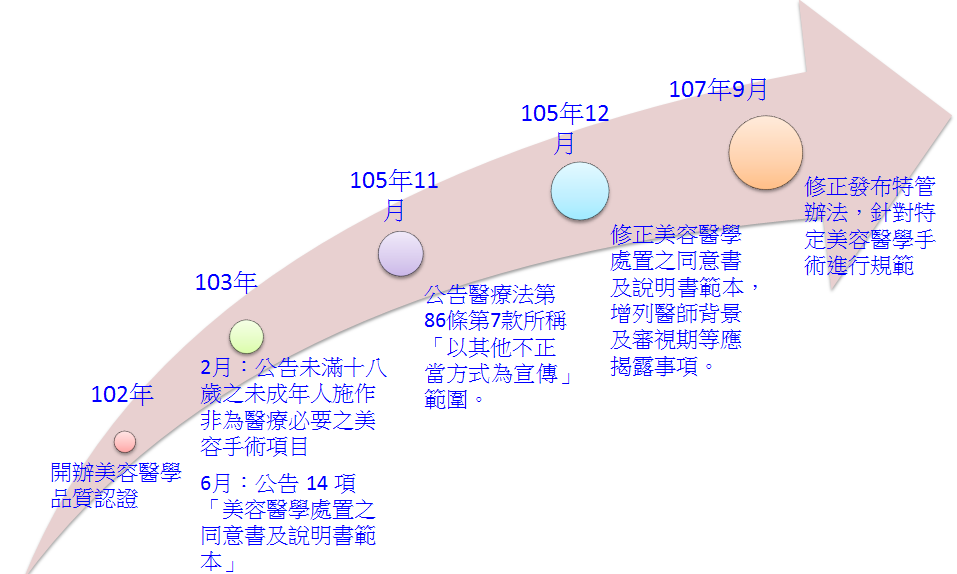 102年
開辦美容醫學
品質認證
103年
2月：公告未滿十八
歲之未成年人施作
非為醫療必要之美
容手術項目
6月：公告 14 項
「美容醫學處置之
同意書及說明書範
本」
105年11
月
公告醫療法第
86條第7款所稱
「以其他不正
當方式為宣傳」
範圍。
105年12
月
修正美容醫學
處置之同意書
及說明書範本，
增列醫師背景
及審視期等應
揭露事項。
107年9月
修正發布特管
辦法，針對特
定美容醫學手
術進行規範